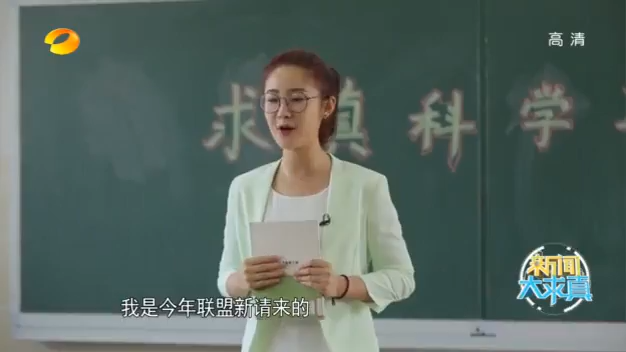 高清
求真科学
新闻
大求真
我是今年联盟新请来的